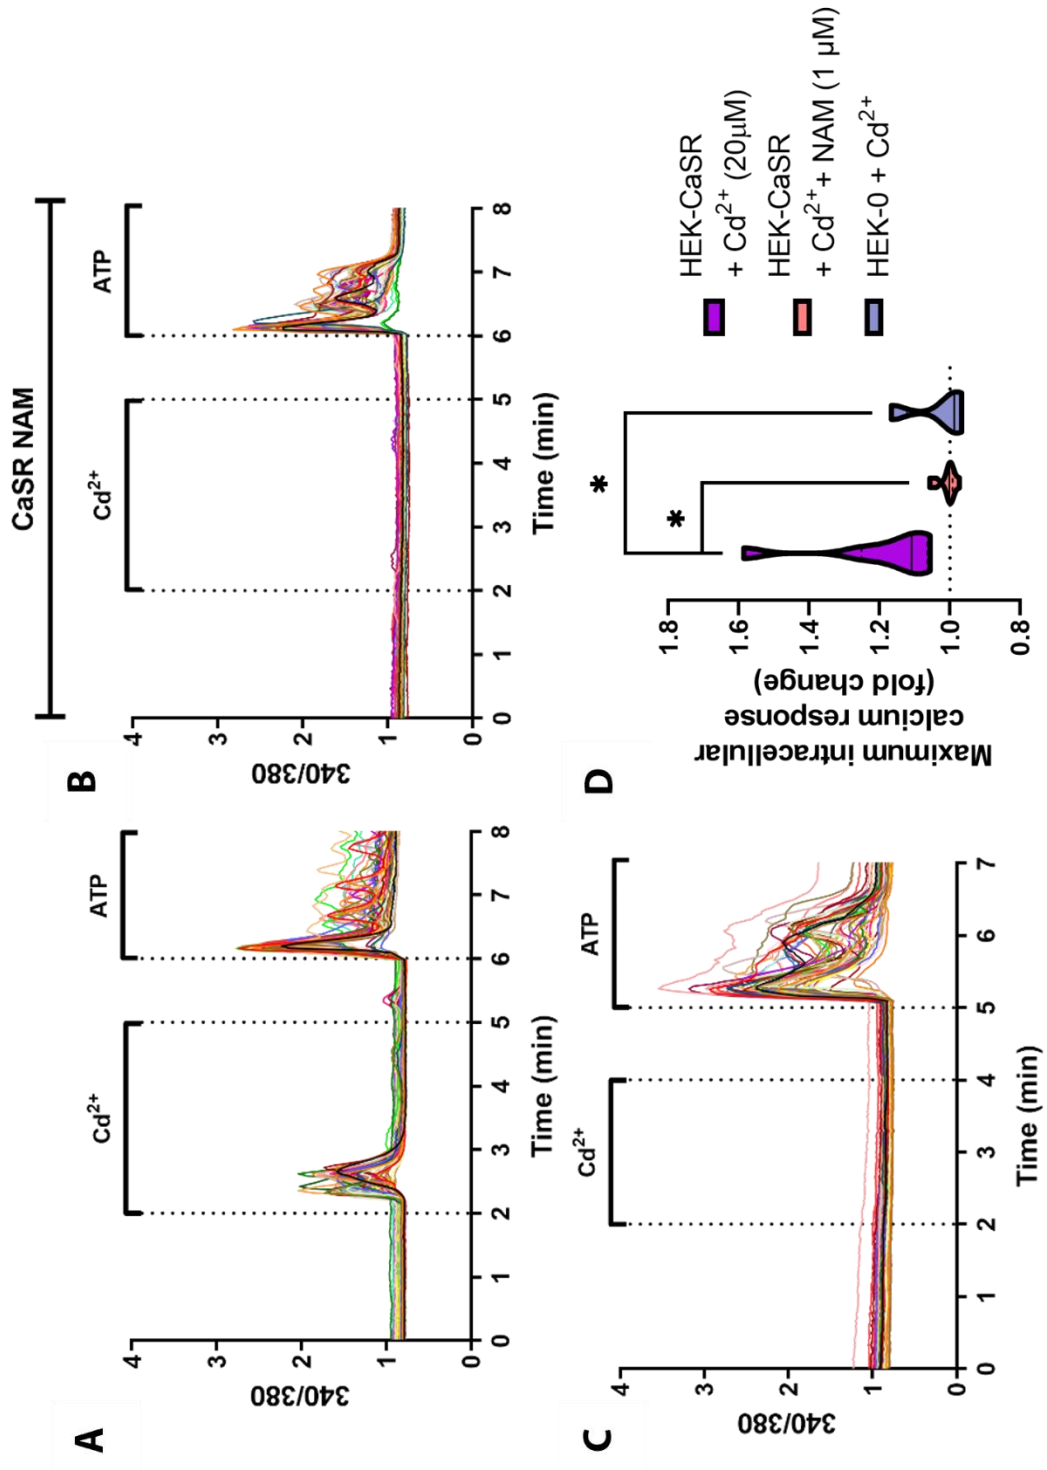 A
340/380
4
3
2
1
0
Cd2+
ATP
0 1 2 3 4 5 6 7 8
Time (min)
B
CaSR NAM
340/380
4
3
2
1
0
Cd2+
ATP
0 1 2 3 4 5 6 7 8
Time (min)
C
340/380
4
3
2
1
0
Cd2+
ATP
0 1 2 3 4 5 6 7
Time (min)
D
Maximum intracellular
calcium response
(fold change)
1.8
1.6
1.4
1.2
1.0
0.8
*
*
HEK-CaSR
+ Cd2+ (20µM)
HEK-CaSR
+ Cd2++ NAM (1 µM)
HEK-0 + Cd2+